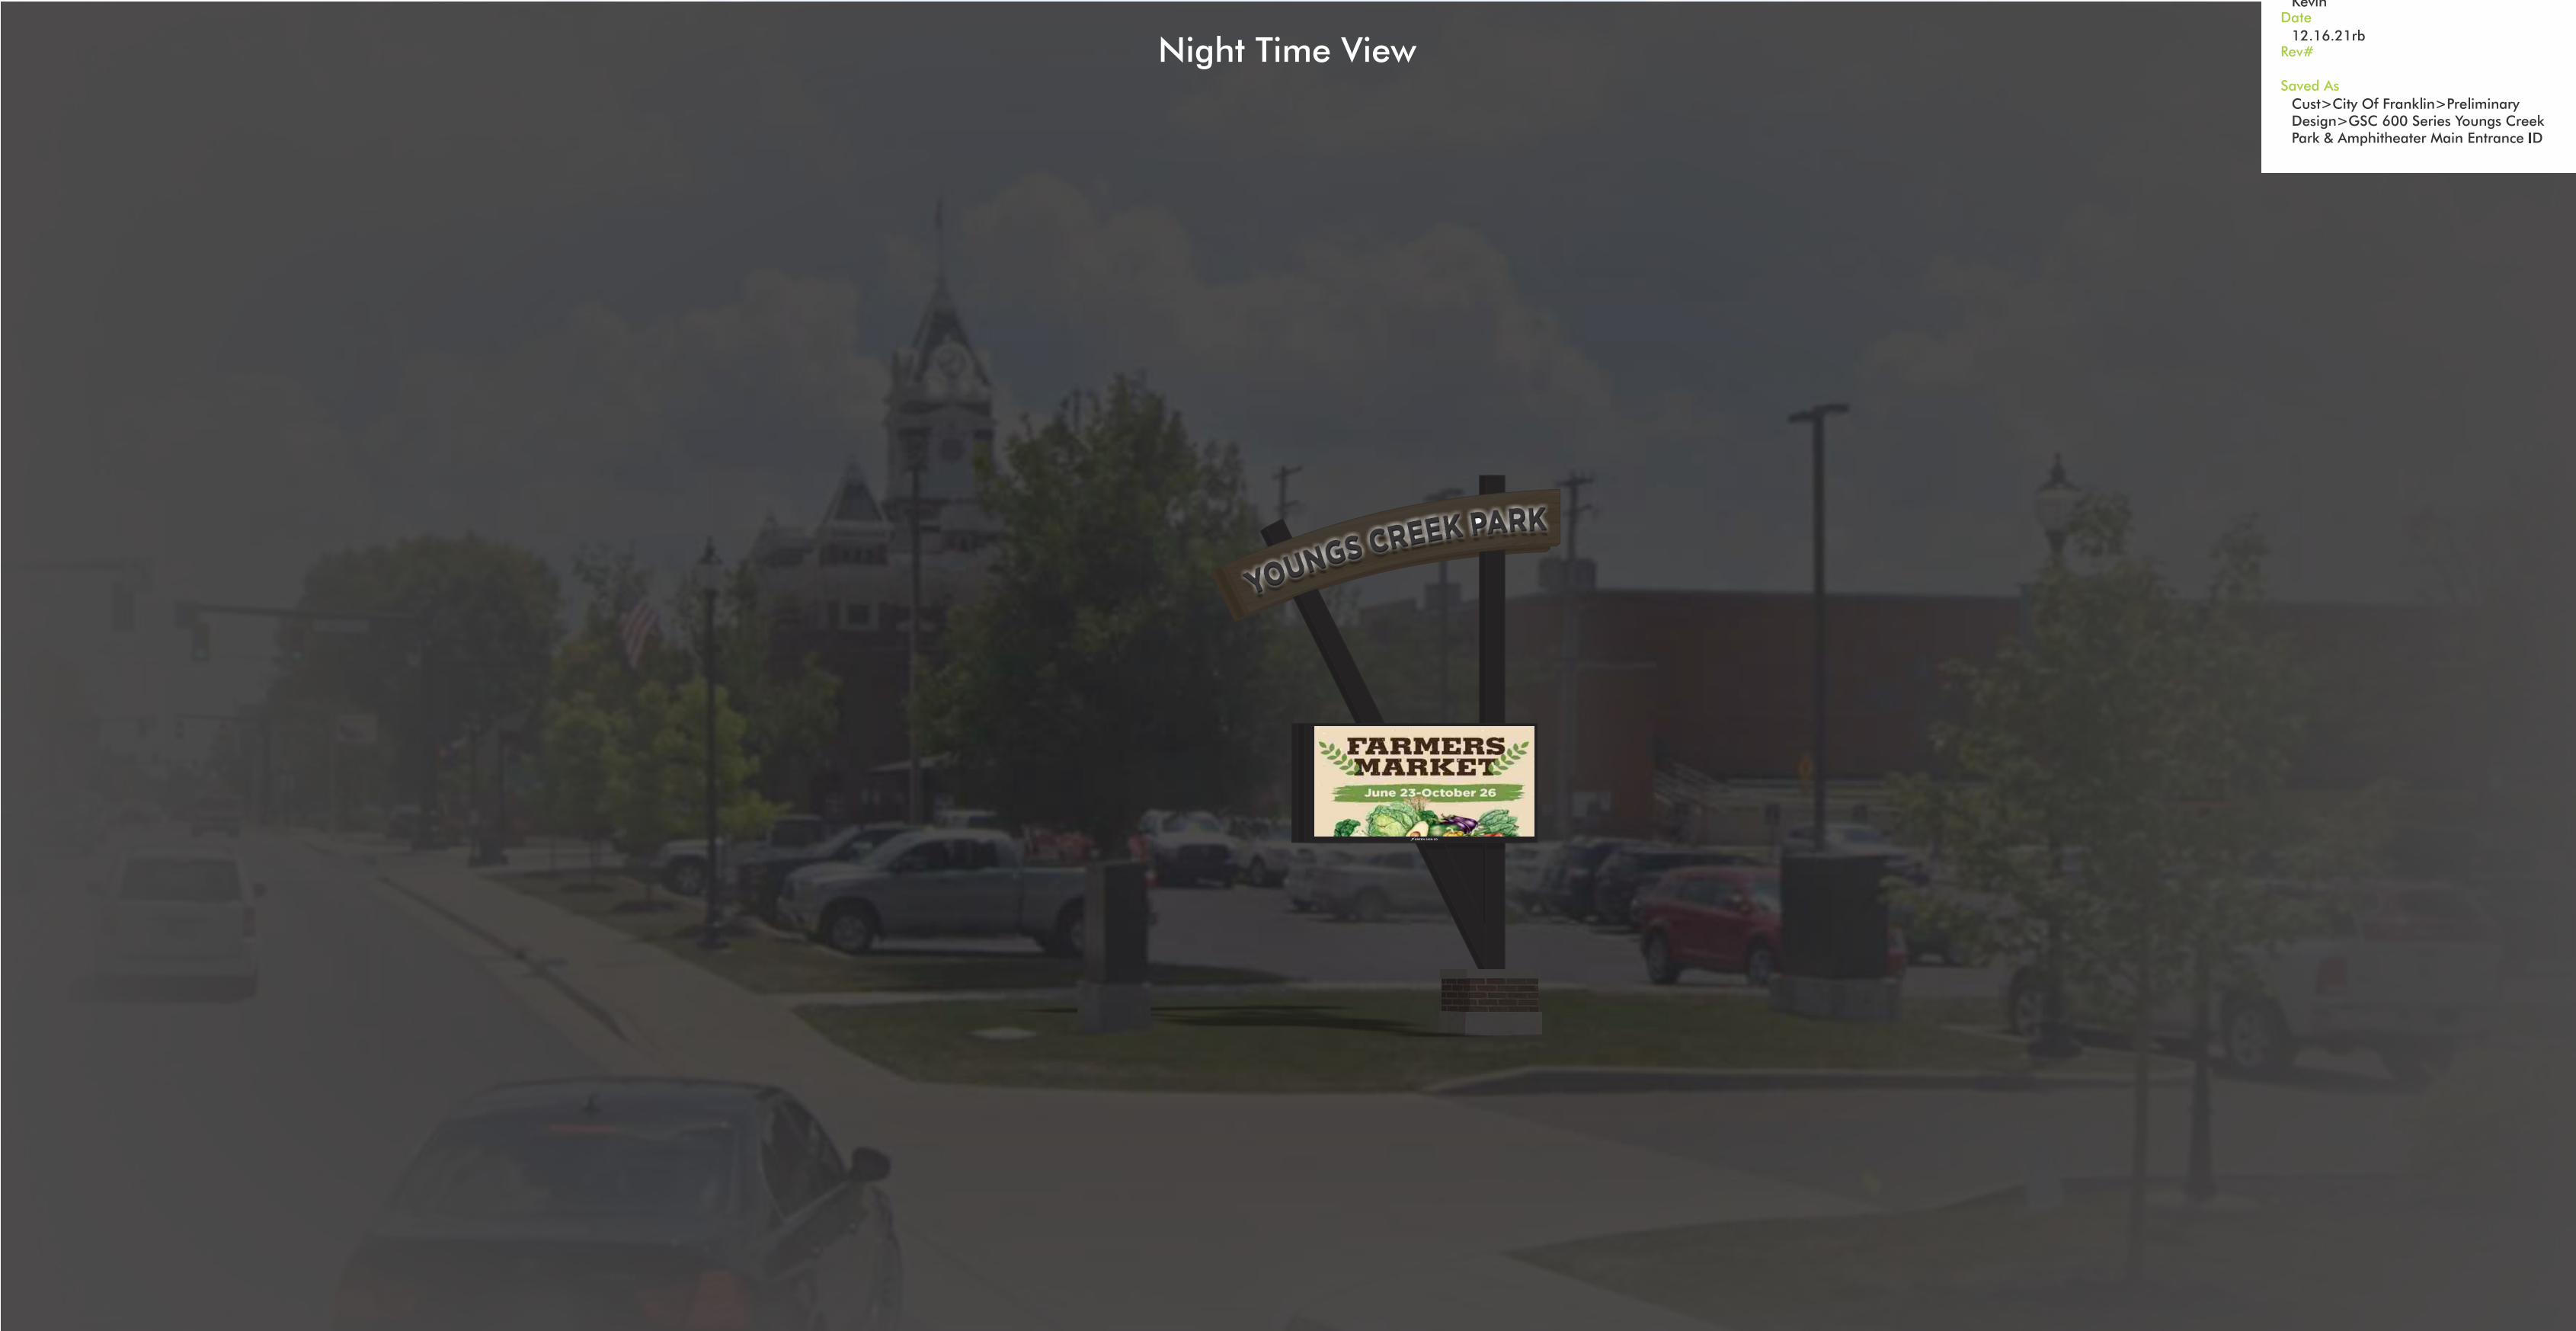 Night Time View
Kevin
Date
12.16.21rb
Rev#
Saved As
Cust>City Of Franklin>Preliminary
Design>GSC 600 Series Youngs Creek
Park & Amphitheater Main Entrance ID
YOUNGS CREEK PARK
FARMERS
MARKET
June 23-October 26